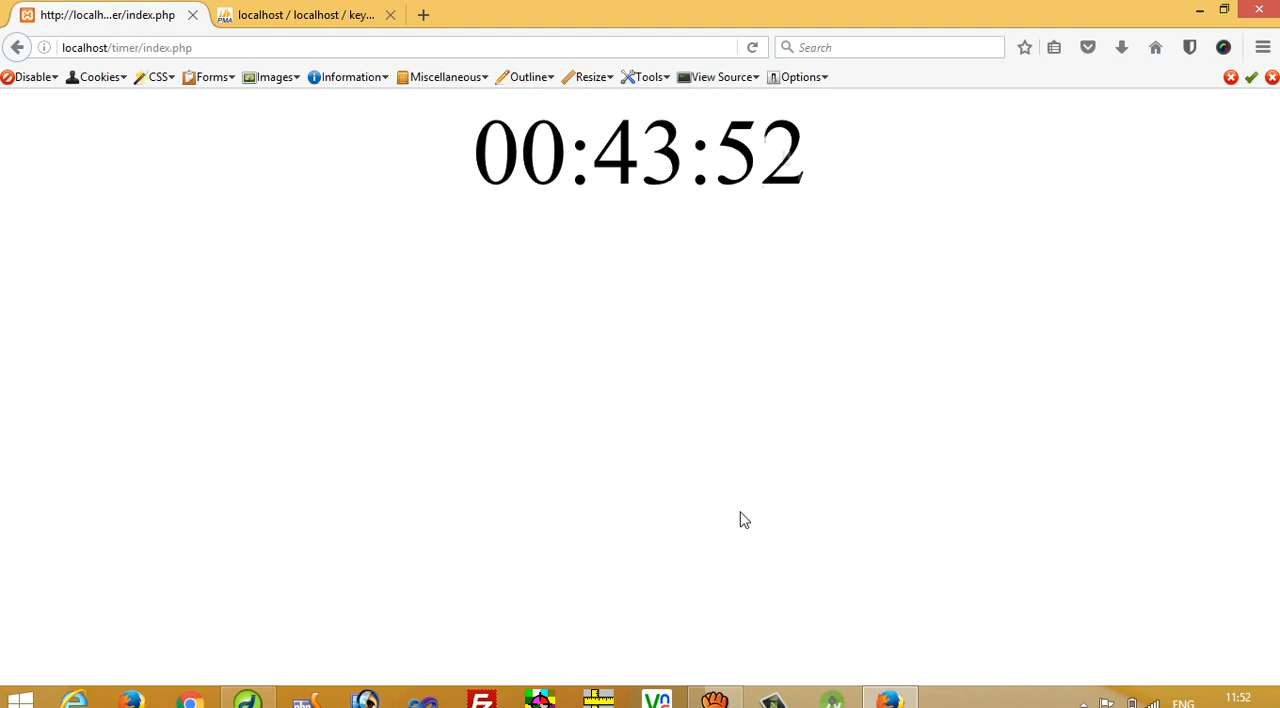 http://localh...er/index.php
localhost / localhost / key...
localhost/timer/index.php
Search
Disable Cookies CSS Forms Images Information Miscellaneous Outline Resize Tools View Source Options
00:43:52
ENG
11:52